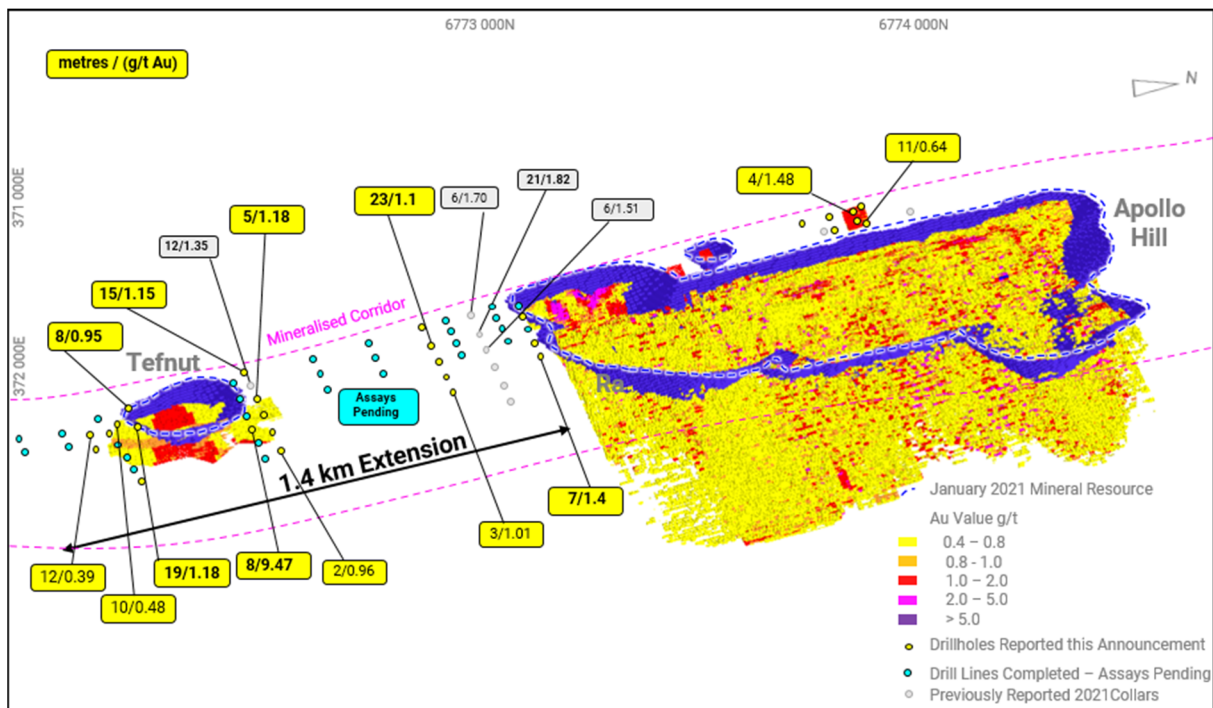 6773 000N
6774 000N
metres / (g/t Au)
N
371 000E
372 000E
11/0.64
4/1.48
Apollo
Hill
21/1.82
6/1.70
6/1.51
23/1.1
5/1.18
12/1.35
15/1.15
8/0.95
Mineralised Corridor
Tefnut
Ra
Assays
Pending
1.4 km Extension
7/1.4
3/1.01
2/0.96
8/9.47
19/1.18
12/0.39
10/0.48
January 2021 Mineral Resource
Au Value g/t
0.4 – 0.8
0.8 - 1.0
1.0 – 2.0
2.0 – 5.0
> 5.0
Drillholes Reported this Announcement
Drill Lines Completed – Assays Pending
Previously Reported 2021Collars